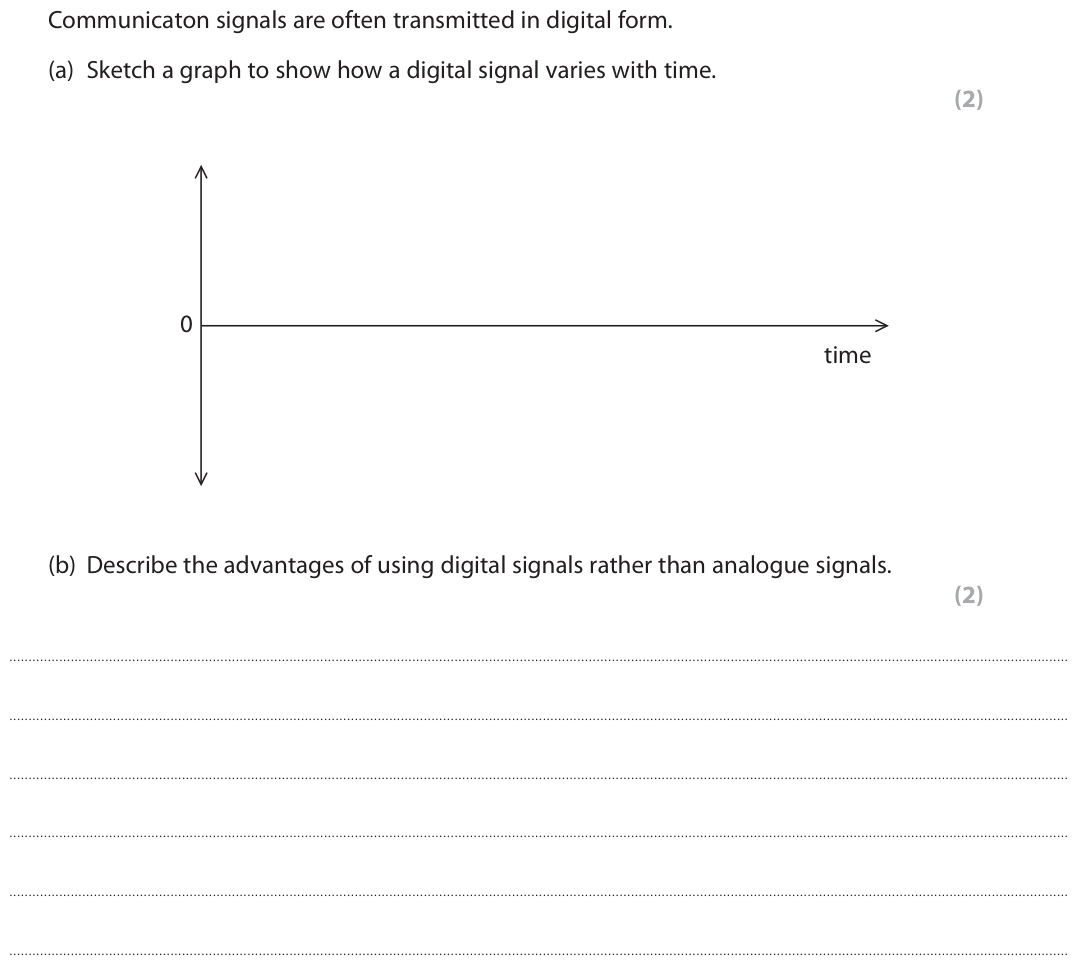 Communicaton signals are often transmitted in digital form.
(a) Sketch a graph to show how a digital signal varies with time.
(2)
0
time
(b) Describe the advantages of using digital signals rather than analogue signals.
(2)